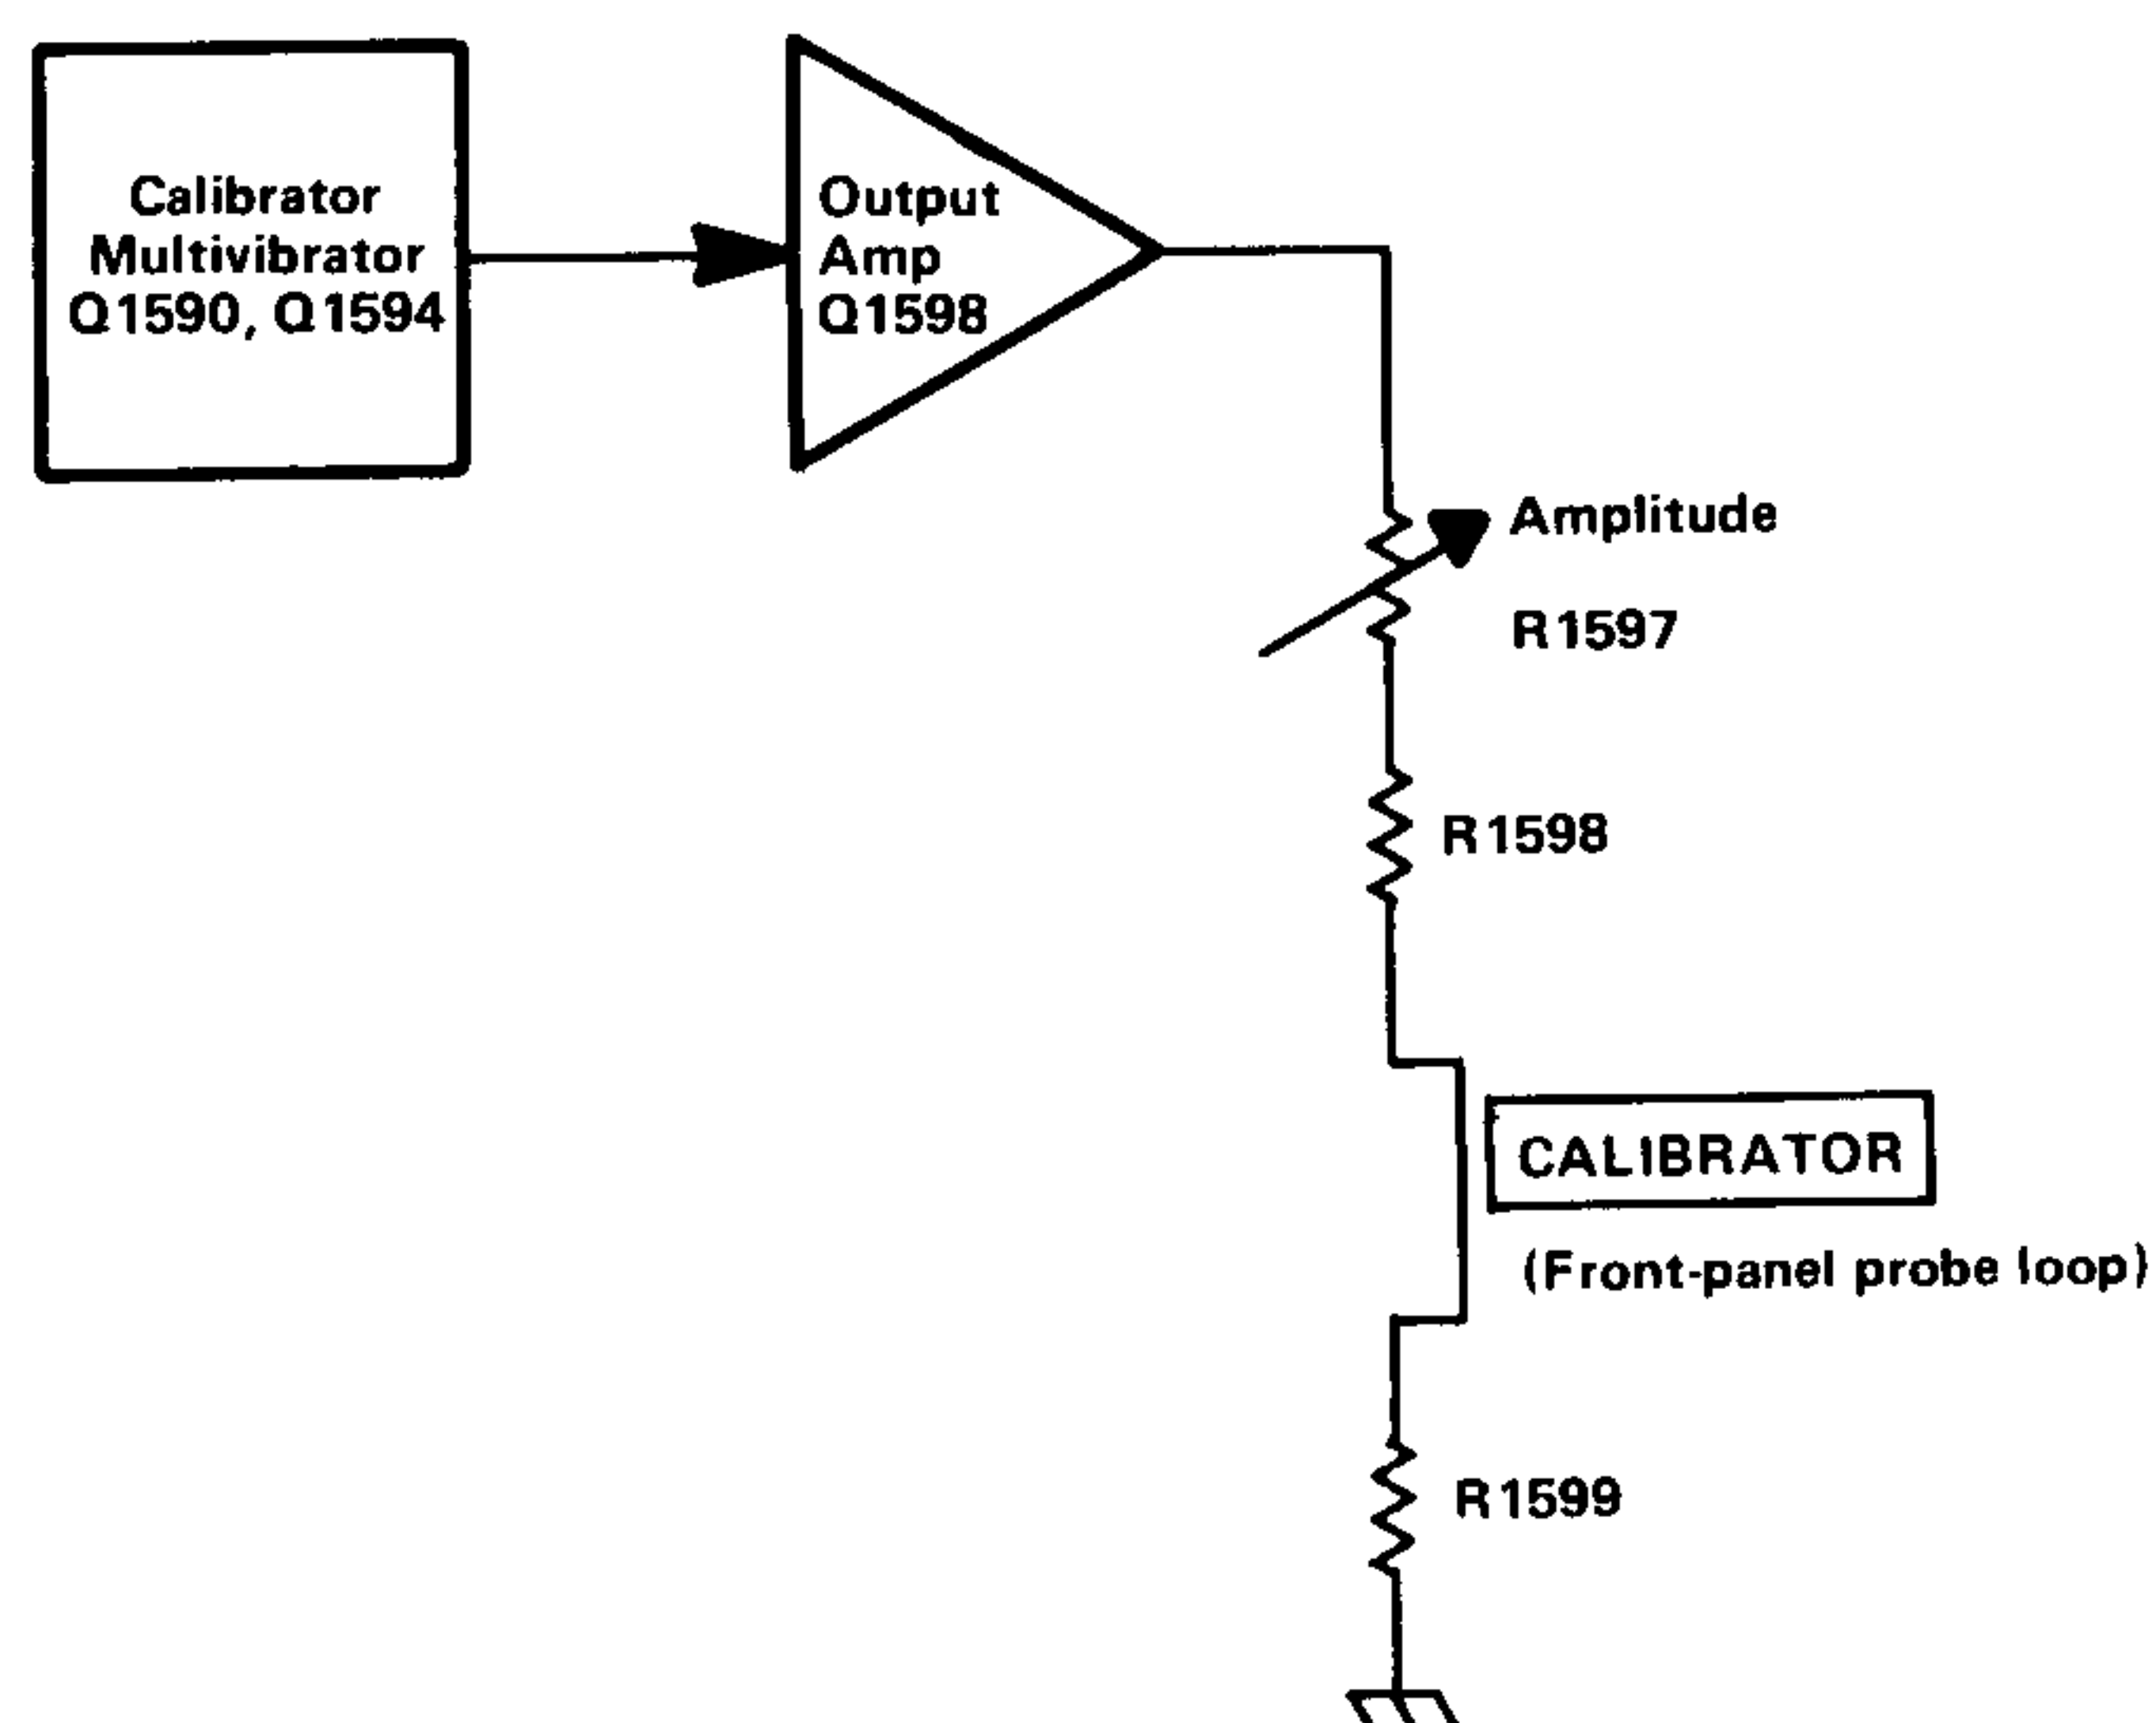 Calibrator
Multivibrator
Q1590, Q1594
Output
Amp
Q1598
Amplitude
R1597
R1598
CALIBRATOR
(Front-panel probe loop)
R1599